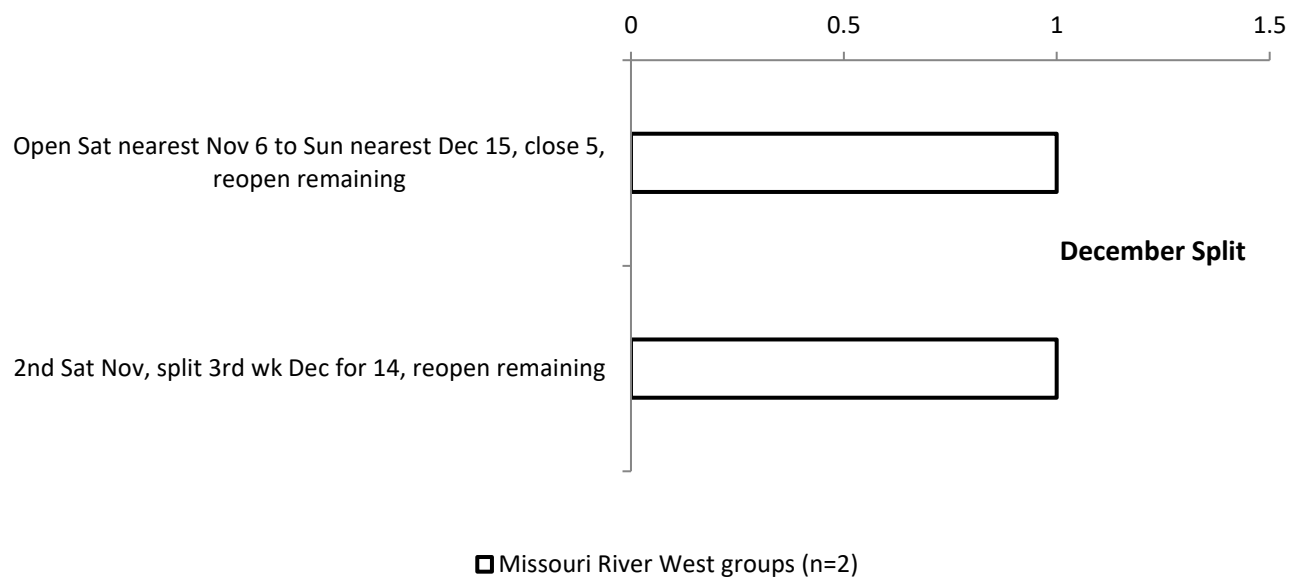 0 0.5 1 1.5
Open Sat nearest Nov 6 to Sun nearest Dec 15, close 5,
reopen remaining
December Split
2nd Sat Nov, split 3rd wk Dec for 14, reopen remaining
Missouri River West groups (n=2)